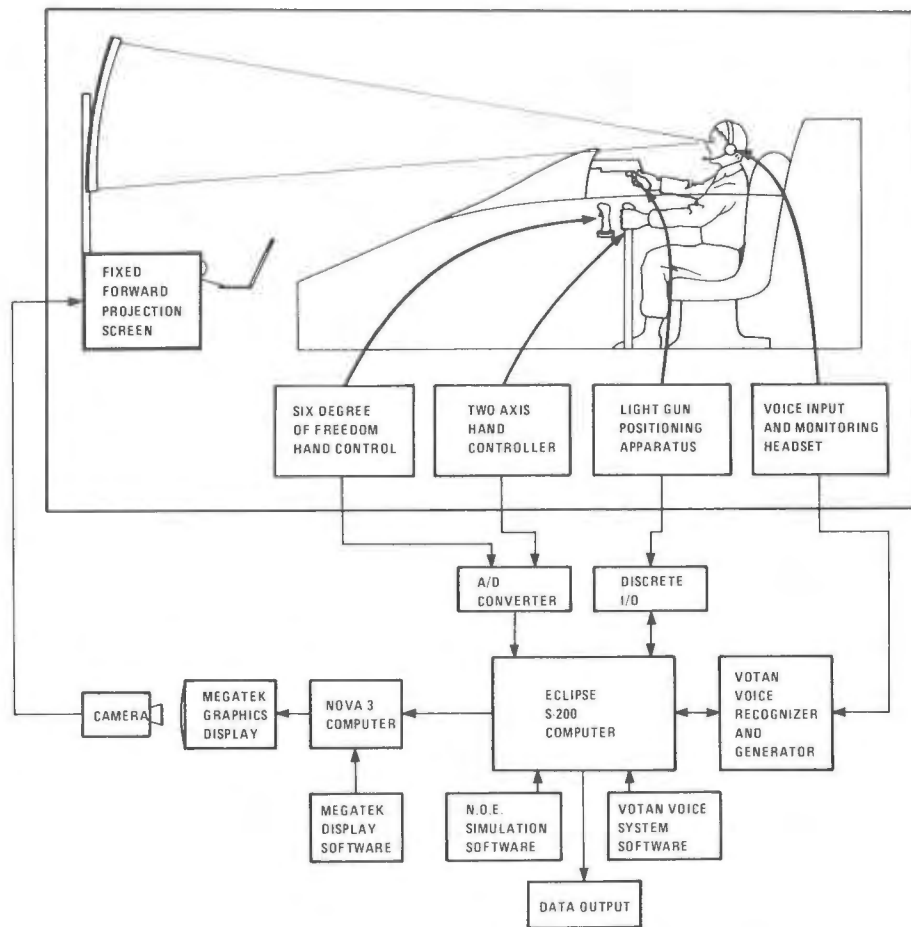 FIXED
FORWARD
PROJECTION
SCREEN
SIX DEGREE
OF FREEDOM
HAND CONTROL
TWO AXIS
HAND
CONTROLLER
LIGHT GUN
POSITIONING
APPARATUS
VOICE INPUT
AND MONITORING
HEADSET
A/D
CONVERTER
DISCRETE
I/O
CAMERA
MEGATEK
GRAPHICS
DISPLAY
NOVA 3
COMPUTER
ECLIPSE
S-200
COMPUTER
VOTAN
VOICE
RECOGNIZER
AND
GENERATOR
MEGATEK
DISPLAY
SOFTWARE
N.O.E.
SIMULATION
SOFTWARE
VOTAN VOICE
SYSTEM
SOFTWARE
DATA OUTPUT